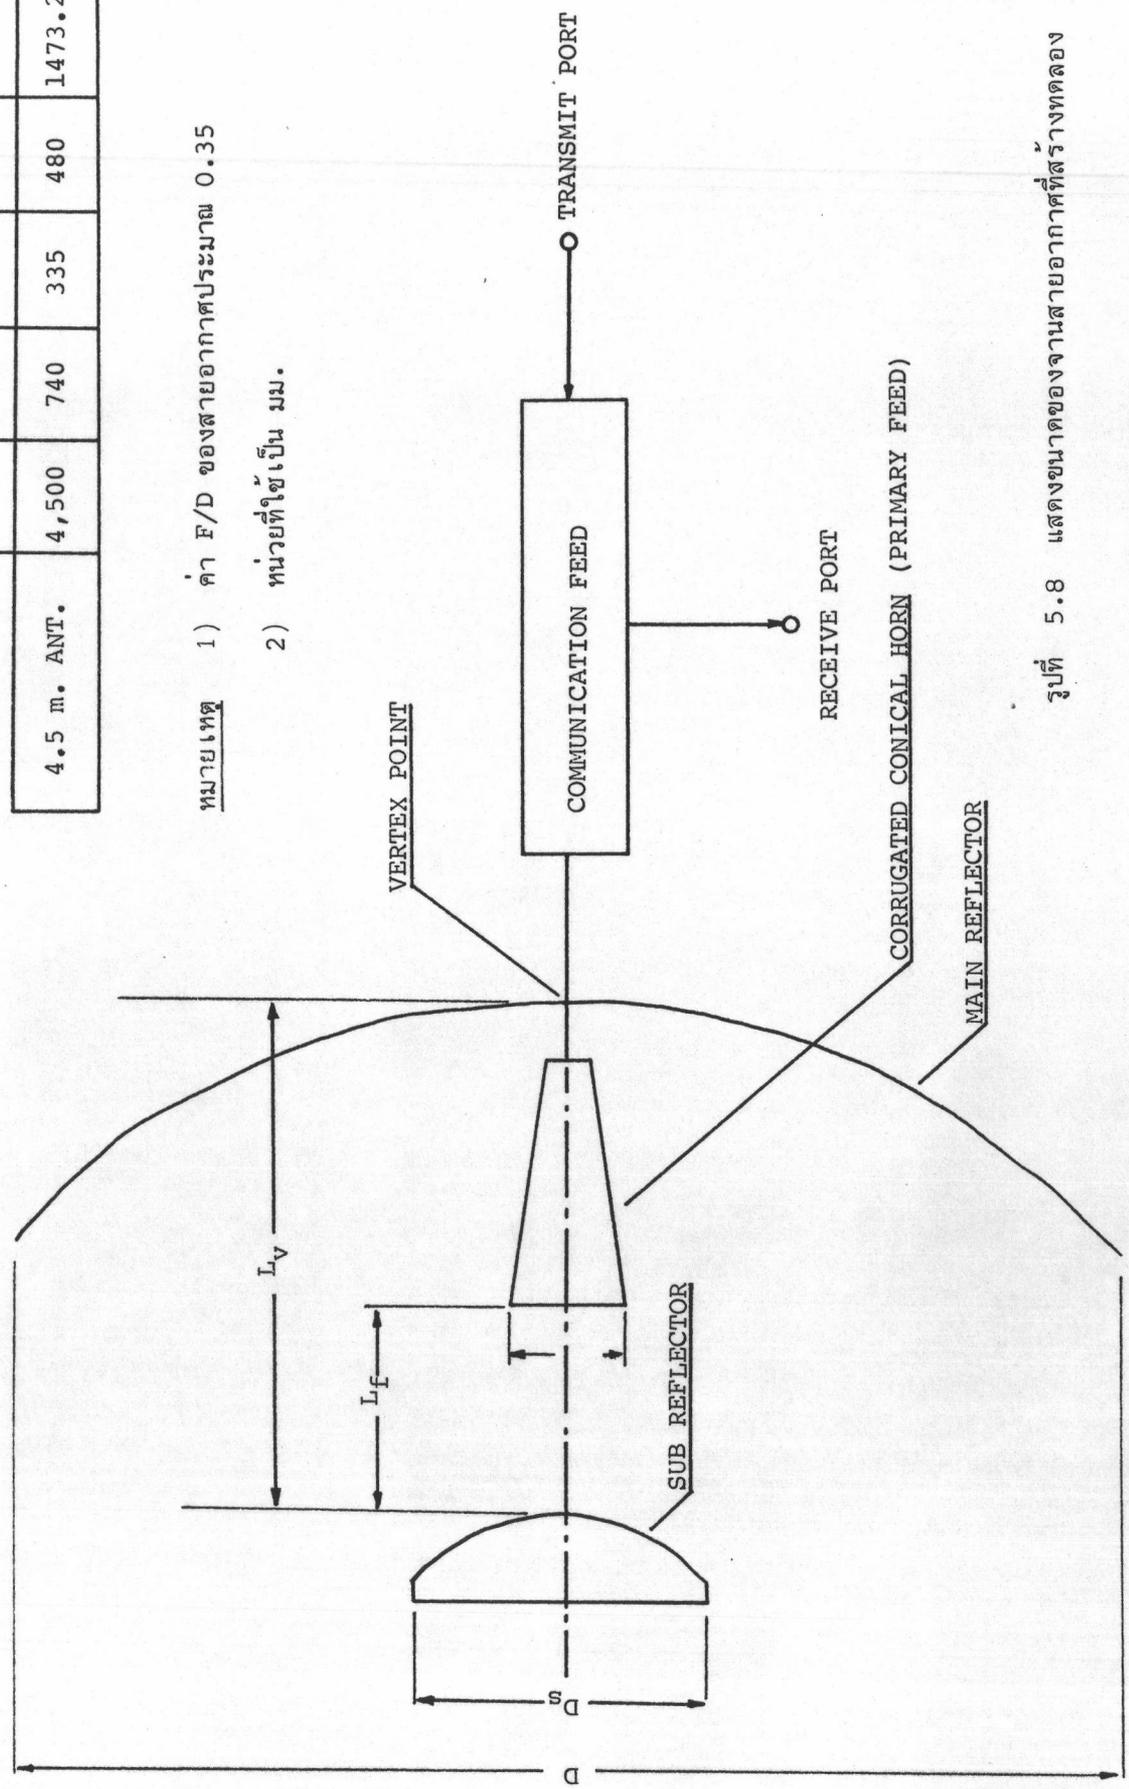 4.5 m. ANT. 4,500 740 335 480 1473.2
หมายเหตุ 1) ค่า F/D ของสายอากาศประมาณ 0.35
2) หน่วยที่ใช้เป็น มม.
VERTEX POINT
L_v
L_f
TRANSMIT PORT
COMMUNICATION FEED
D_s
D
RECEIVE PORT
SUB REFLECTOR
CORRUGATED CONICAL HORN (PRIMARY FEED)
MAIN REFLECTOR
รูปที่ 5.8 แสดงขนาดของจานสายอากาศที่สร้างทดลอง